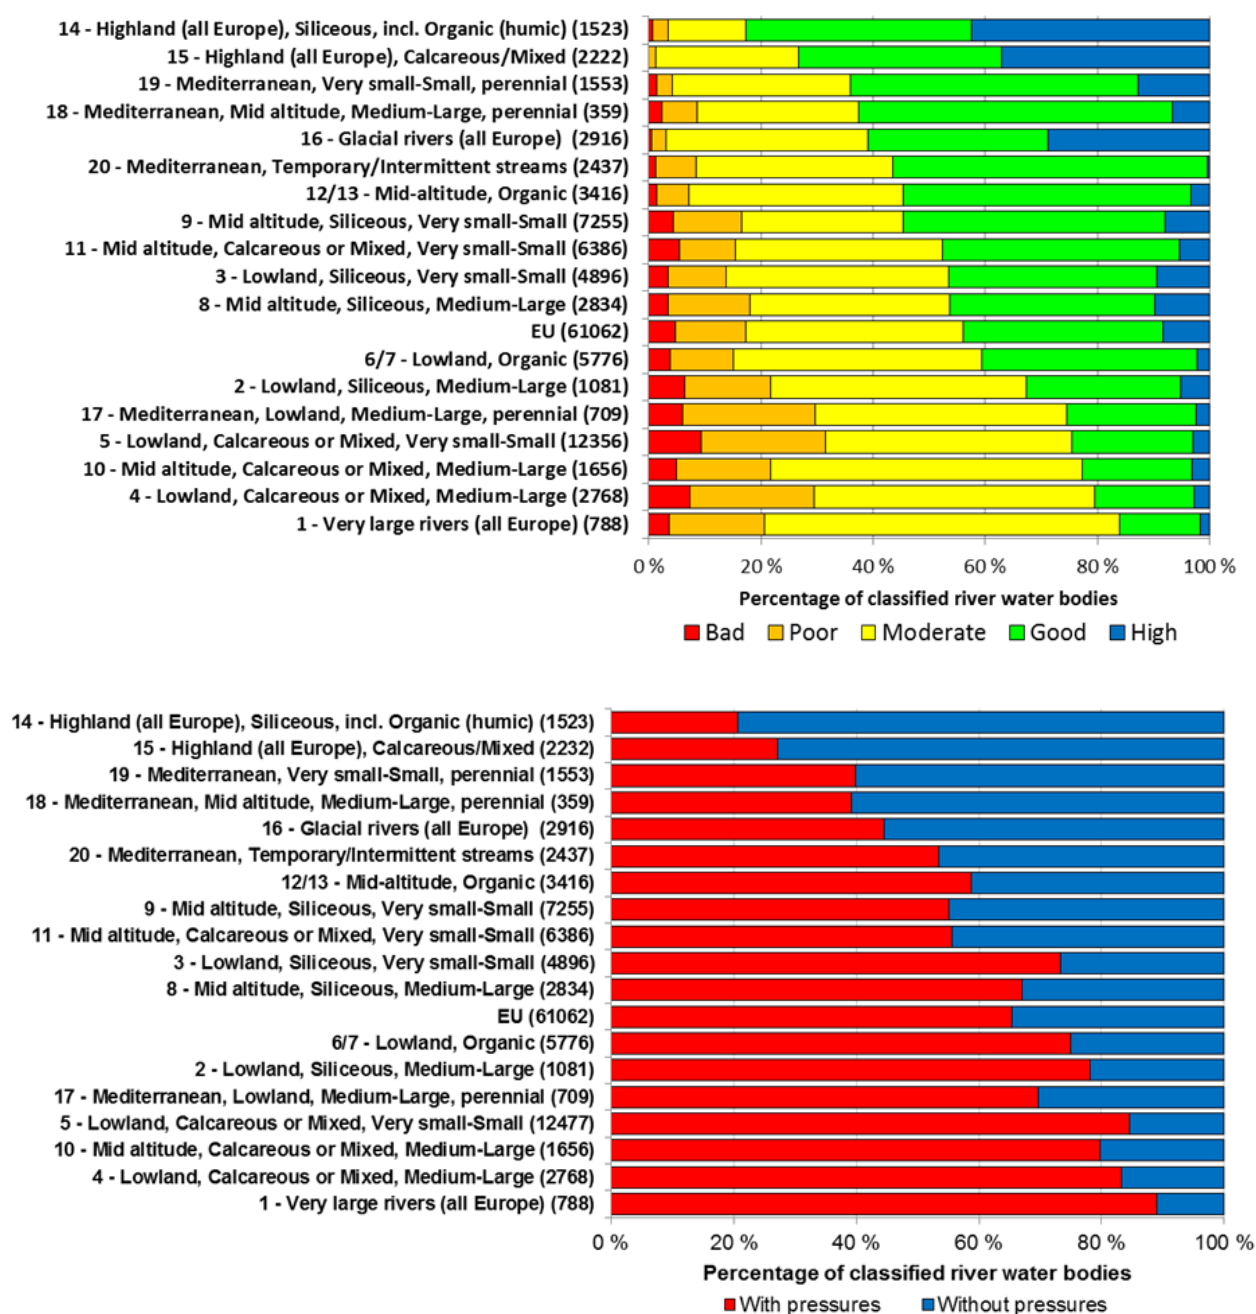 14 - Highland (all Europe), Siliceous, incl. Organic (humic) (1523)
15 - Highland (all Europe), Calcareous/Mixed (2222)
19 - Mediterranean, Very small-Small, perennial (1553)
18 - Mediterranean, Mid altitude, Medium-Large, perennial (359)
16 - Glacial rivers (all Europe)  (2916)
20 - Mediterranean, Temporary/Intermittent streams (2437)
12/13 - Mid-altitude, Organic (3416)
9 - Mid altitude, Siliceous, Very small-Small (7255)
11 - Mid altitude, Calcareous or Mixed, Very small-Small (6386)
3 - Lowland, Siliceous, Very small-Small (4896)
8 - Mid altitude, Siliceous, Medium-Large (2834)
EU (61062)
6/7 - Lowland, Organic (5776)
2 - Lowland, Siliceous, Medium-Large (1081)
17 - Mediterranean, Lowland, Medium-Large, perennial (709)
5 - Lowland, Calcareous or Mixed, Very small-Small (12356)
10 - Mid altitude, Calcareous or Mixed, Medium-Large (1656)
4 - Lowland, Calcareous or Mixed, Medium-Large (2768)
1 - Very large rivers (all Europe) (788)
0 % 20 % 40 % 60 % 80 % 100 %
Percentage of classified river water bodies
Bad Poor Moderate Good High
14 - Highland (all Europe), Siliceous, incl. Organic (humic) (1523)
15 - Highland (all Europe), Calcareous/Mixed (2232)
19 - Mediterranean, Very small-Small, perennial (1553)
18 - Mediterranean, Mid altitude, Medium-Large, perennial (359)
16 - Glacial rivers (all Europe)  (2916)
20 - Mediterranean, Temporary/Intermittent streams (2437)
12/13 - Mid-altitude, Organic (3416)
9 - Mid altitude, Siliceous, Very small-Small (7255)
11 - Mid altitude, Calcareous or Mixed, Very small-Small (6386)
3 - Lowland, Siliceous, Very small-Small (4896)
8 - Mid altitude, Siliceous, Medium-Large (2834)
EU (61062)
6/7 - Lowland, Organic (5776)
2 - Lowland, Siliceous, Medium-Large (1081)
17 - Mediterranean, Lowland, Medium-Large, perennial (709)
5 - Lowland, Calcareous or Mixed, Very small-Small (12477)
10 - Mid altitude, Calcareous or Mixed, Medium-Large (1656)
4 - Lowland, Calcareous or Mixed, Medium-Large (2768)
1 - Very large rivers (all Europe) (788)
0 % 20 % 40 % 60 % 80 % 100 %
Percentage of classified river water bodies
With pressures Without pressures